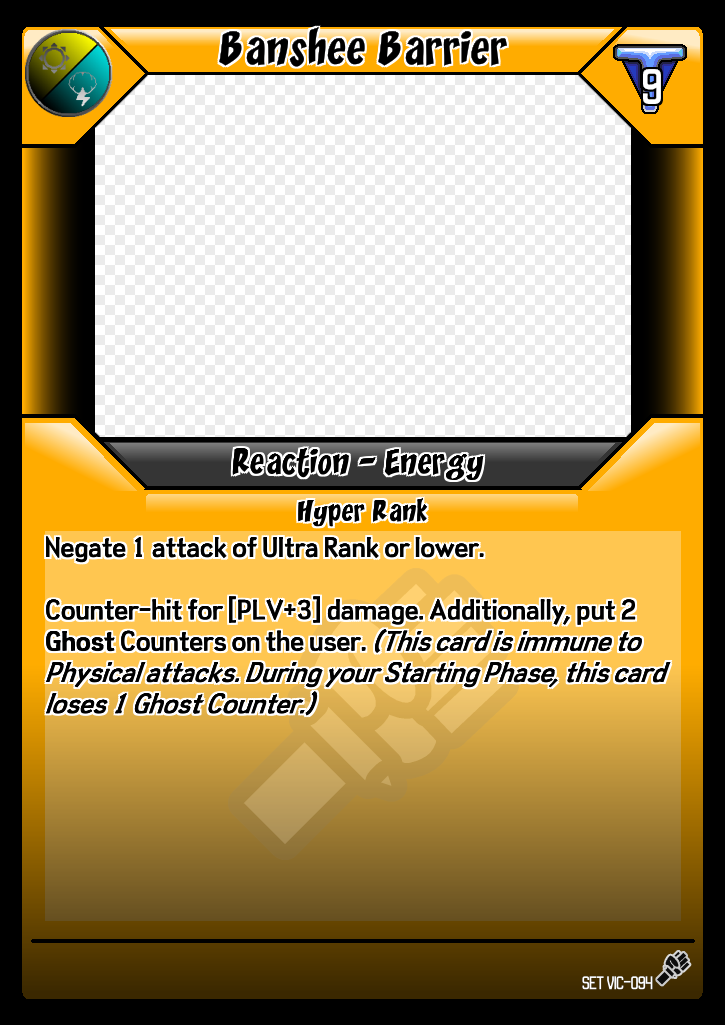 Banshee Barrier
9
Reaction - Energy
Hyper Rank
Negate 1 attack of Ultra Rank or lower.
Counter-hit for [PLV+3] damage. Additionally, put 2
Ghost Counters on the user. (This card is immune to
Physical attacks. During your Starting Phase, this card
loses 1 Ghost Counter.)
SET VIC-094